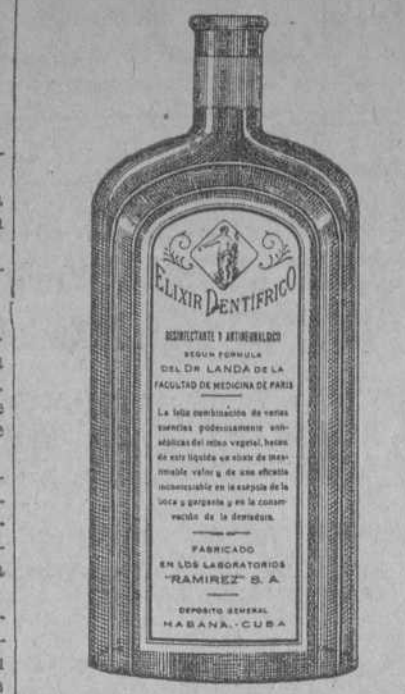 ELIXIR DENTÍFRICO
DESINFECTANTE Y ANTINEURALGICO
SEGUN FORMULA
DEL DR LANDA DE LA
FACULTAD DE MEDICINA DE PARIS
La feliz combinación de varias
esencias poderosamente anti-
sépticas del reino vegetal, hacen
de este líquido un elixir de ines-
timable valor y de una eficacia
incontestable en la asepsia de la
boca y garganta y en la conser-
vación de la dentadura.
FABRICADO
EN LOS LABORATORIOS
"RAMIREZ" S. A.
DEPOSITO GENERAL
HABANA.-CUBA